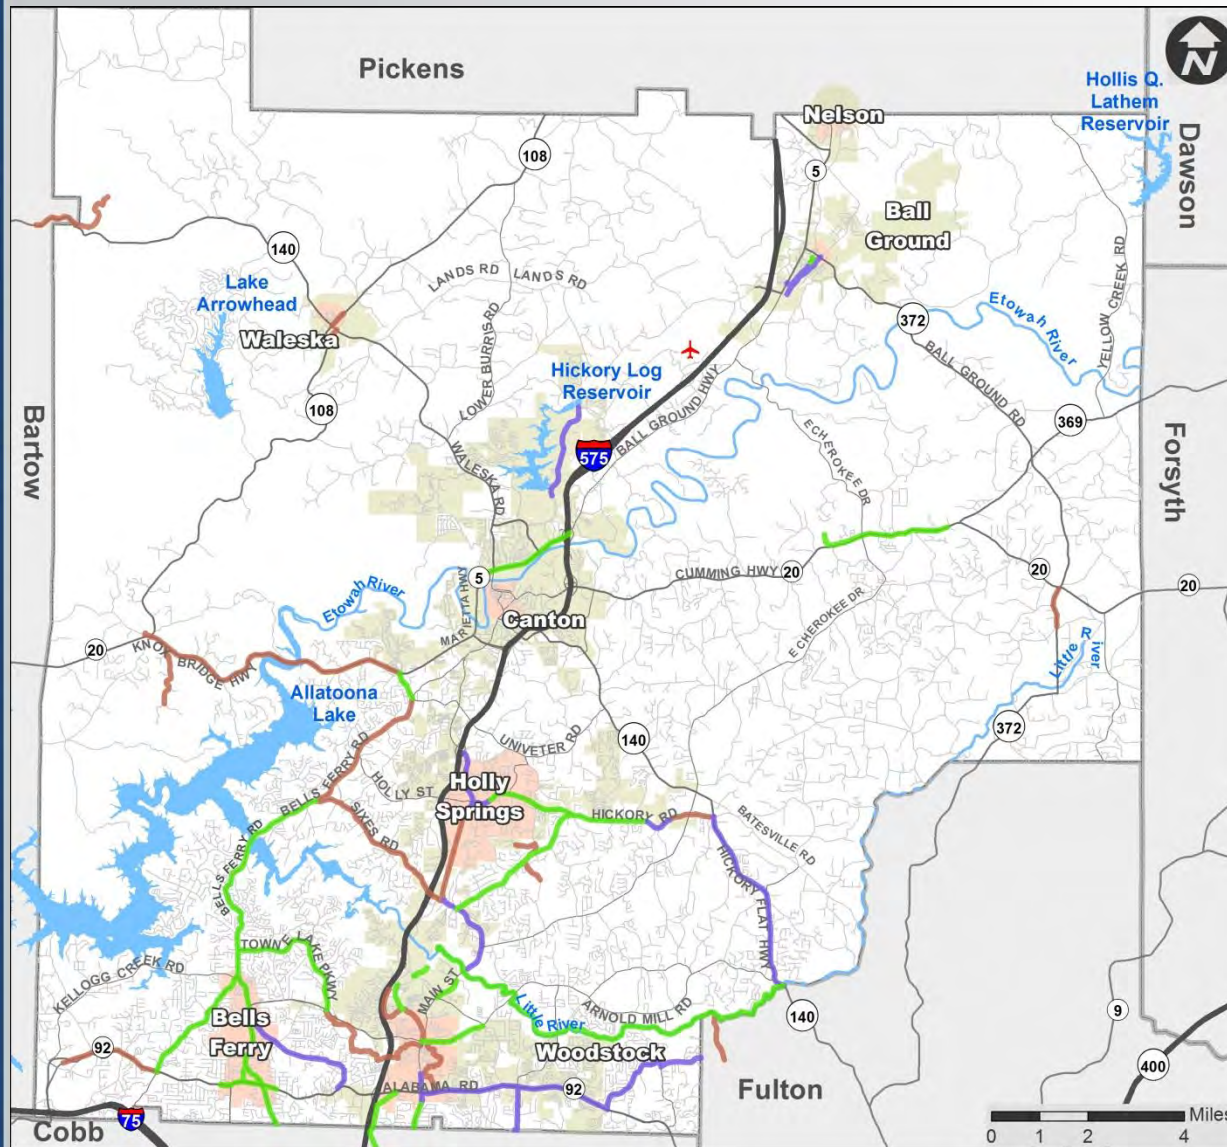 Pickens
Nelson
Hollis Q.
Lathem
Reservoir
Dawson
108
5
Ball
Ground
140
LANDS RD
LANDS RD
Lake
Arrowhead
Waleska
LOWER BURRIS RD
372
Etowah River
YELLOW CREEK RD
BALL GROUND RD
Hickory Log
Reservoir
BALL GROUND HWY
108
369
Bartow
Forsyth
WALESKA RD
575
ECHEROKEE DR
5
CUMMING HWY
20
20
20
Etowah River
MARIETTA HWY
Canton
ECHEROKEE DR
20
KNOX BRIDGE HWY
Little River
Allatoona
Lake
UNIVETER RD
140
372
BELLS FERRY RD
HOLLY ST
Holly
Springs
SIXES RD
HICKORY RD
BATESVILLE RD
BELLS FERRY RD
HICKORY FLAT HWY
TOWNE LAKE PKWY
KELLOGG CREEK RD
MAIN ST
Little River
ARNOLD MILL RD
140
9
Bells
Ferry
92
Woodstock
ALABAMA RD
92
400
Fulton
75
Cobb
Miles
0 1 2 4
N